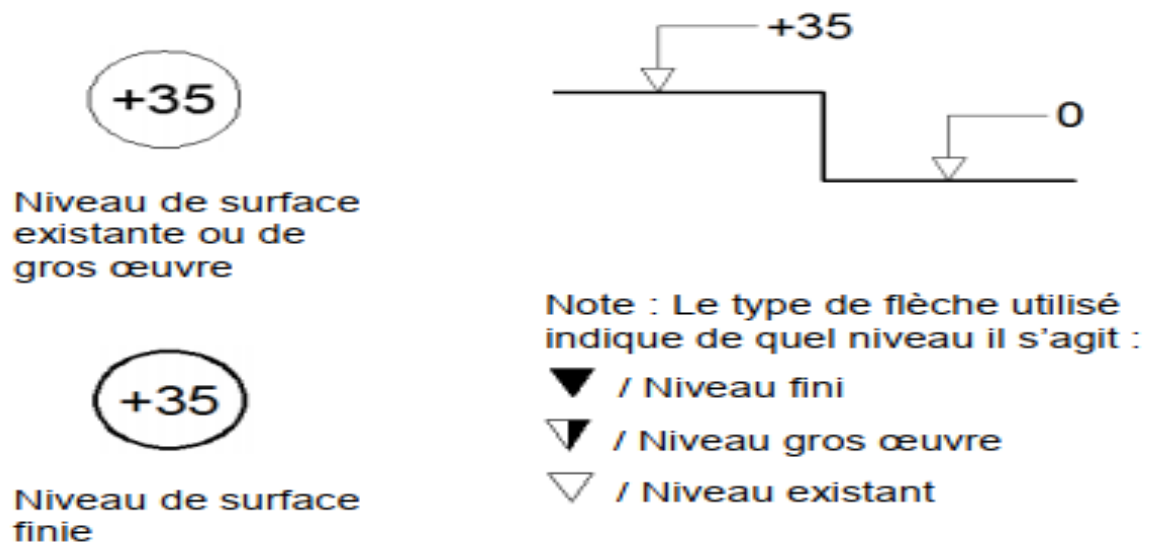 +35
Niveau de surface
existante ou de
gros œuvre
+35
Niveau de surface
finie
+35
0
Note : Le type de flèche utilisé
indique de quel niveau il s'agit :
/ Niveau fini
/ Niveau gros œuvre
/ Niveau existant